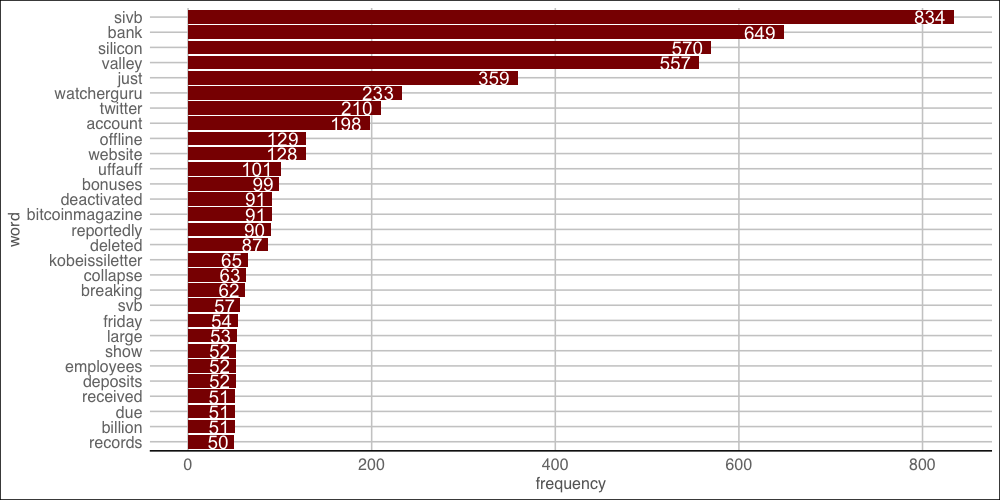 sivb 834
bank 649
silicon 570
valley 557
just 359
watcherguru 233
twitter 210
account 198
offline 129
website 128
uffauff 101
bonuses 99
deactivated 91
bitcoinmagazine 91
reportedly 90
deleted 87
kobeissiletter 65
collapse 63
breaking 62
svb 57
friday 54
large 53
show 52
employees 52
deposits 52
received 51
due 51
billion 51
records 50
word
0 200 400 600 800
frequency